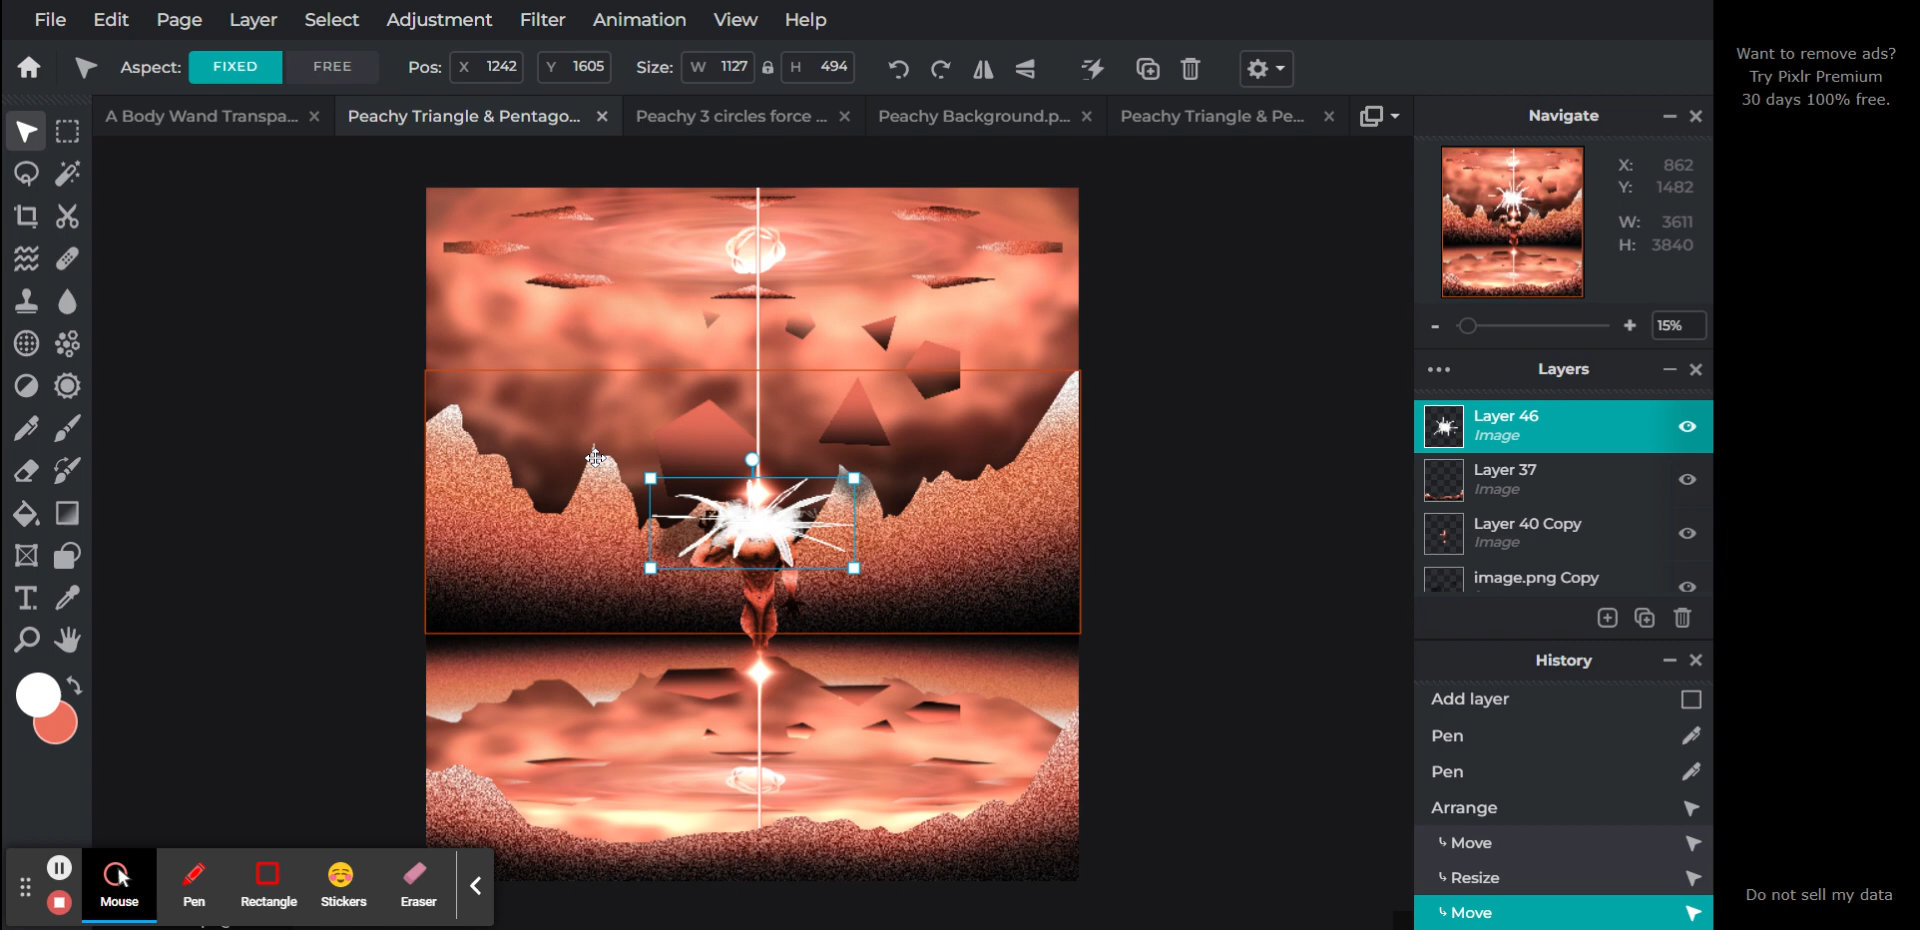 File Edit Page Layer Select Adjustment Filter Animation View Help
Aspect: FIXED FREE Pos: X 1242 Y 1605 Size: W 1127 H 494
A Body Wand Transpa... Peachy Triangle & Pentago... Peachy 3 circles force ... Peachy Background.p... Peachy Triangle & Pe...
Navigate
X: 862
Y: 1482
W: 3611
H: 3840
- + 15%
Layers
Layer 46
Image
Layer 37
Image
Layer 40 Copy
Image
image.png Copy
History
Add layer
Pen
Pen
Arrange
Move
Resize
Move
Mouse Pen Rectangle Stickers Eraser
T
Want to remove ads?
Try Pixlr Premium
30 days 100% free.
Do not sell my data